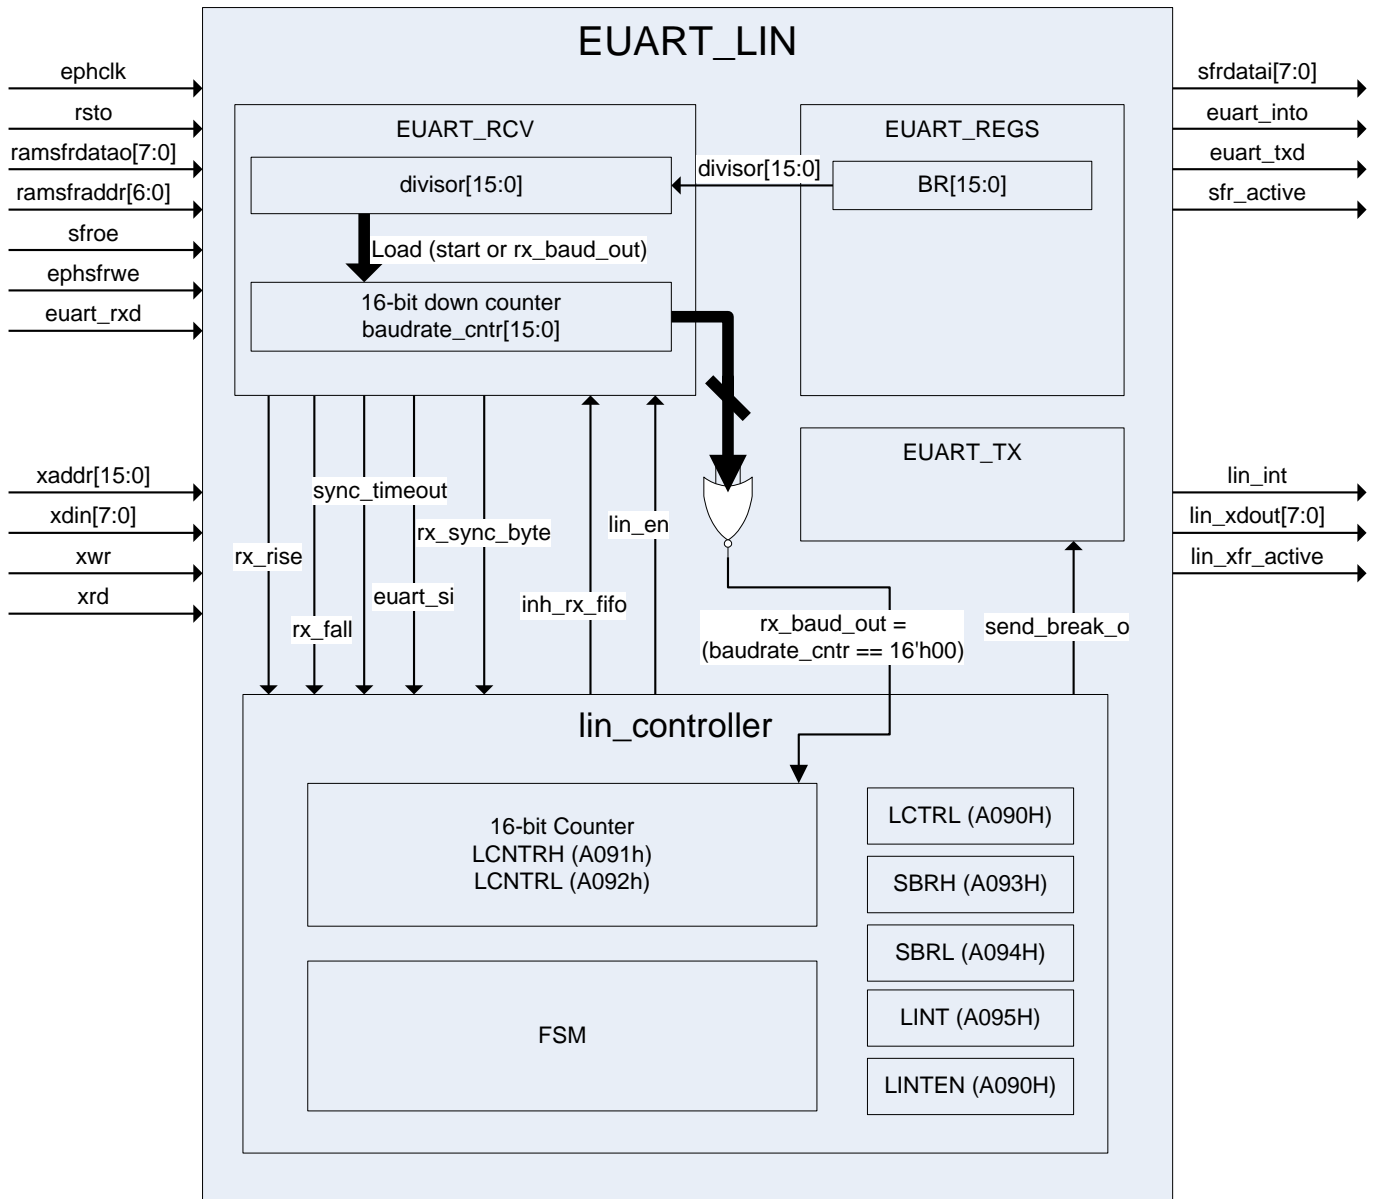 EUART_LIN
ephclk
rsto
ramsfrdatao[7:0]
ramsfraddr[6:0]
sfroe
ephsfrwe
euart_rxd
xaddr[15:0]
xdin[7:0]
xwr
xrd
EUART_RCV
divisor[15:0]
Load (start or rx_baud_out)
16-bit down counter
baudrate_cntr[15:0]
divisor[15:0]
EUART_REGS
BR[15:0]
EUART_TX
sfrdatai[7:0]
euart_into
euart_txd
sfr_active
lin_int
lin_xdout[7:0]
lin_xfr_active
sync_timeout
rx_sync_byte
lin_en
rx_rise
euart_si
inh_rx_fifo
rx_fall
rx_baud_out =
(baudrate_cntr == 16'h00)
send_break_o
lin_controller
16-bit Counter
LCNTRH (A091h)
LCNTRL (A092h)
FSM
LCTRL (A090H)
SBRH (A093H)
SBRL (A094H)
LINT (A095H)
LINTEN (A090H)